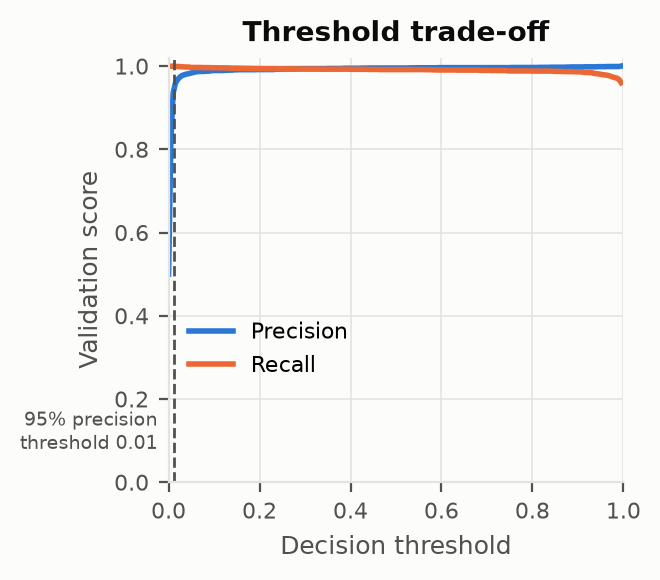 Threshold trade-off
1.0
0.8
0.6
0.4
0.2
0.0
Validation score
Precision
Recall
95% precision
threshold 0.01
0.0 0.2 0.4 0.6 0.8 1.0
Decision threshold